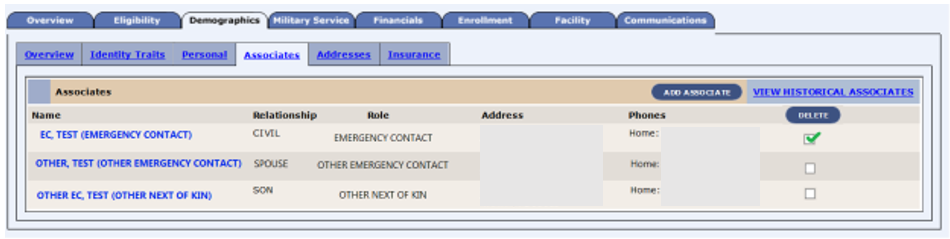 Overview Eligibility Demographics Military Service Financials Enrollment Facility Communications
Overview Identity Traits Personal Associates Addresses Insurance
Associates ADD ASSOCIATE VIEW HISTORICAL ASSOCIATES
Name Relationship Role Address Phones DELETE
EC, TEST (EMERGENCY CONTACT) CIVIL EMERGENCY CONTACT Home:
OTHER, TEST (OTHER EMERGENCY CONTACT) SPOUSE OTHER EMERGENCY CONTACT Home:
OTHER EC, TEST (OTHER NEXT OF KIN) SON OTHER NEXT OF KIN Home: